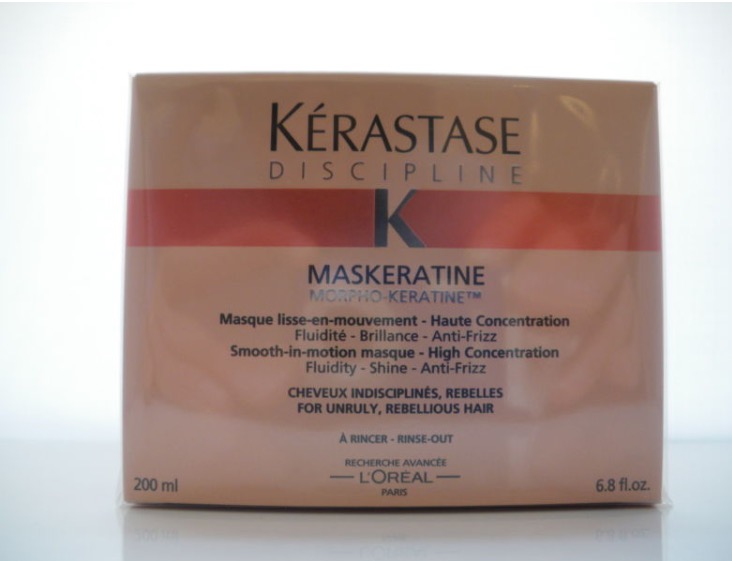 KÉRASTASE
DISCIPLINE
K
MASKERATINE
MORPHO-KERATINE™
Masque lisse-en-mouvement - Haute Concentration
Fluidité - Brillance - Anti-Frizz
Smooth-in-motion masque - High Concentration
Fluidity - Shine - Anti-Frizz
CHEVEUX INDISCIPLINÉS, REBELLES
FOR UNRULY, REBELLIOUS HAIR
À RINCER - RINSE-OUT
RECHERCHE AVANCÉE
L'ORÉAL
PARIS
200 ml
6.8 fl.oz.